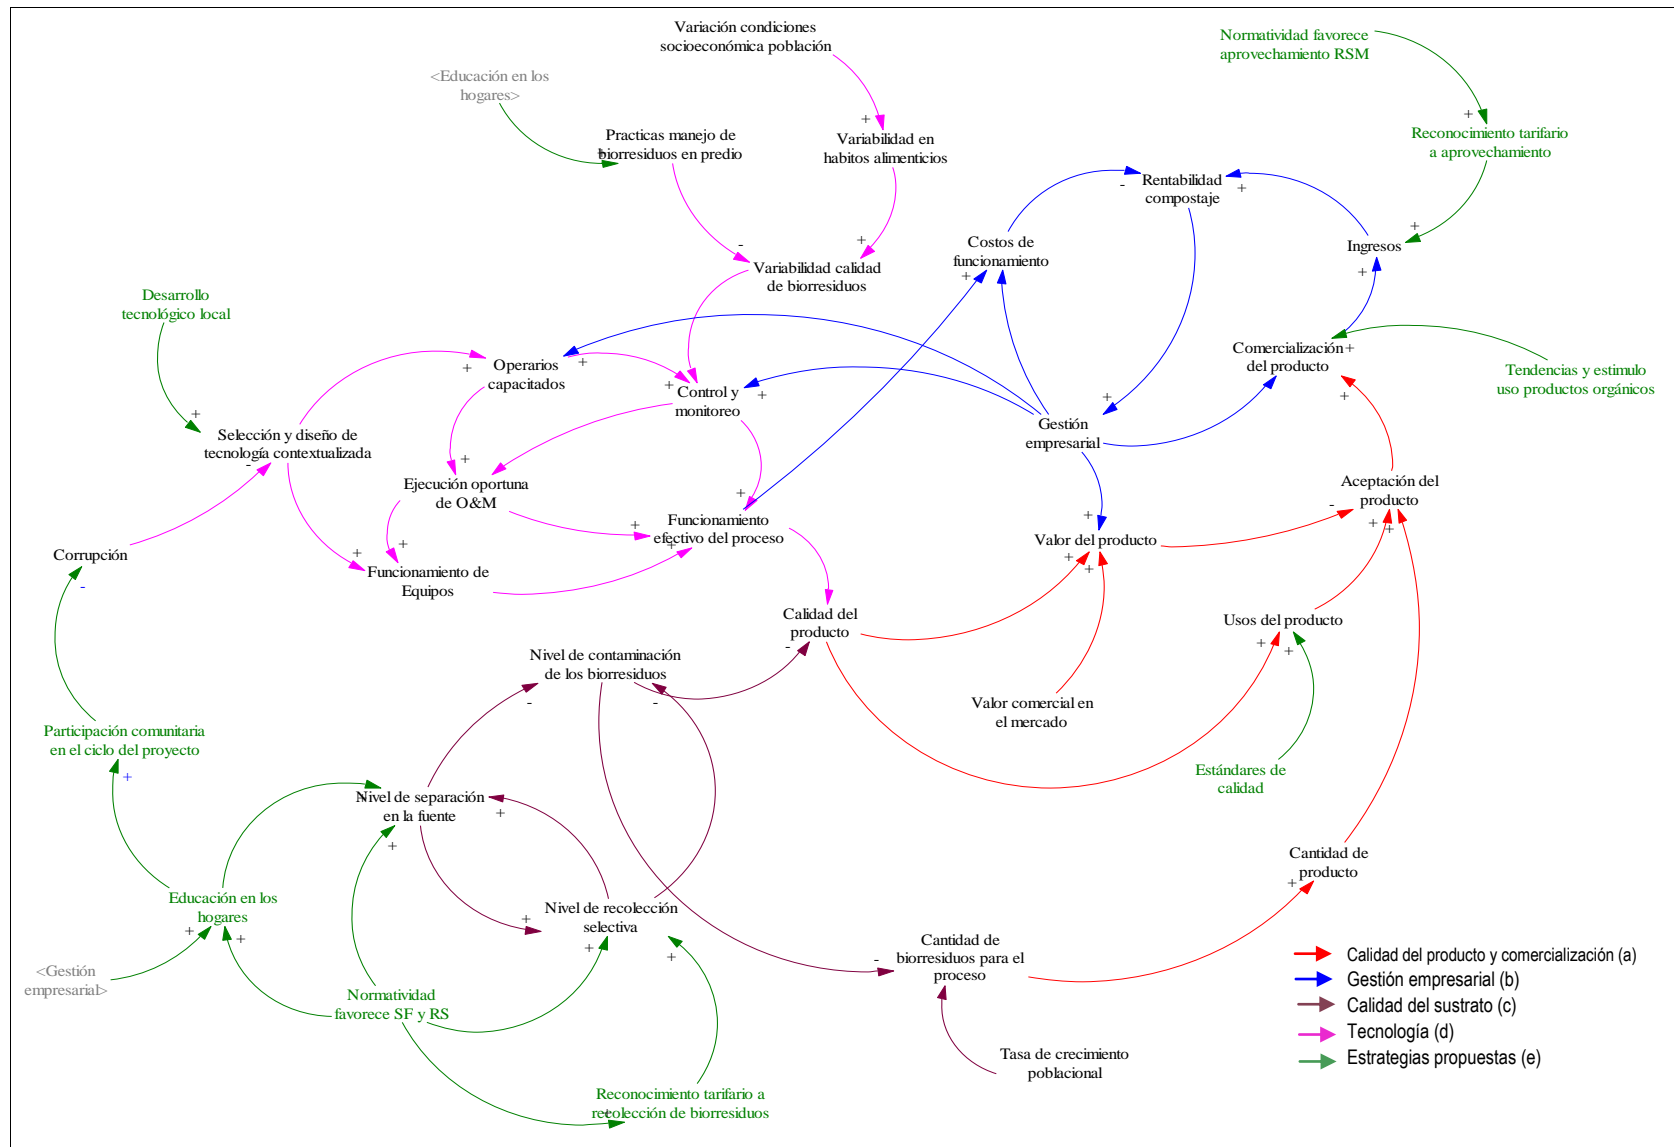 Variación condiciones
socioeconómica población
Normatividad favorece
aprovechamiento RSM
<Educación en los
hogares>
Practicas manejo de
biorresiduos en predio
+
+
Variabilidad en
habitos alimenticios
+
Reconocimiento tarifario
a aprovechamiento
Rentabilidad
compostaje
-
+
+
Ingresos
+
Costos de
funcionamiento
+
-
+
Variabilidad calidad
de biorresiduos
Desarrollo
tecnológico local
Operarios
capacitados
+
+
+
Control y
monitoreo
+
Comercialización
del producto
+
+
Tendencias y estimulo
uso productos orgánicos
+
Gestión
empresarial
+
Selección y diseño de
tecnología contextualizada
-
+
Ejecución oportuna
de O&M
+
Funcionamiento
efectivo del proceso
+
+
Aceptación del
producto
-
+
+
+
Valor del producto
+
+
Corrupción
-
+
+
Funcionamiento de
Equipos
Calidad del
producto
-
Usos del producto
+
+
Nivel de contaminación
de los biorresiduos
-
-
Valor comercial en
el mercado
Participación comunitaria
en el ciclo del proyecto
+
Estándares de
calidad
+
Nivel de separación
en la fuente
+
+
Cantidad de
producto
+
Educación en los
hogares
+
+
Nivel de recolección
selectiva
+
+
+
Cantidad de
biorresiduos para el
proceso
-
<Gestión
empresarial>
Normatividad
favorece SF y RS
Tasa de crecimiento
poblacional
Reconocimiento tarifario a
recolección de biorresiduos
+
Calidad del producto y comercialización (a)
Gestión empresarial (b)
Calidad del sustrato (c)
Tecnología (d)
Estrategias propuestas (e)